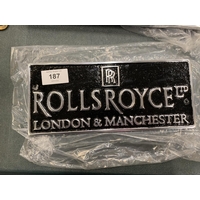 RR
187
ROLLSROYCE LTD
LONDON & MANCHESTER